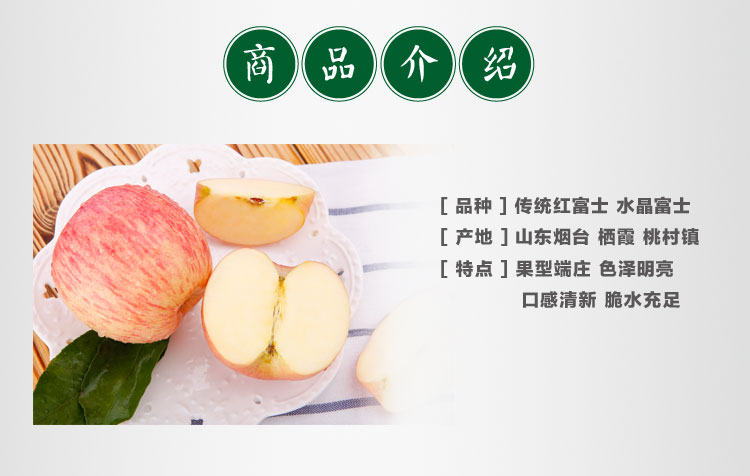 商品介绍
[ 品种 ] 传统红富士 水晶富士
[ 产地 ] 山东烟台 栖霞 桃村镇
[ 特点 ] 果型端庄 色泽明亮
口感清新 脆水充足